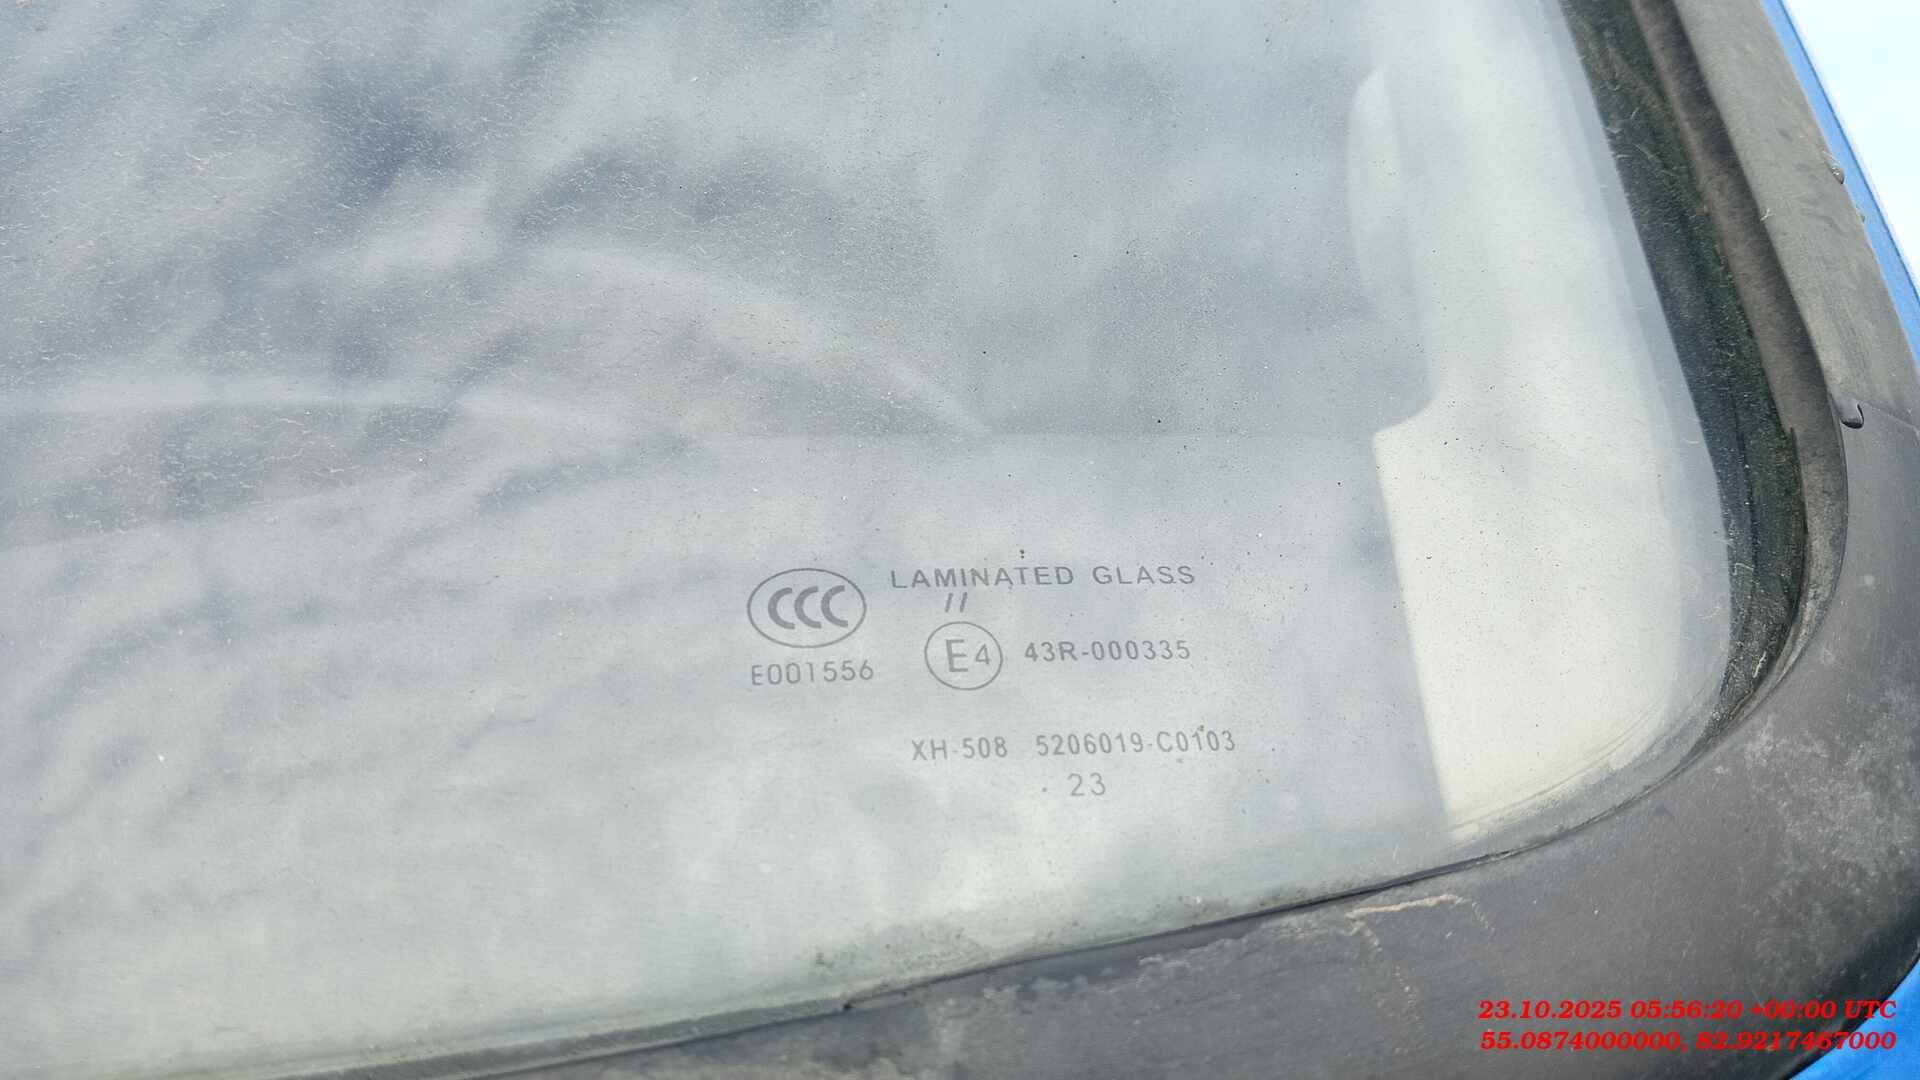 CCC
LAMINATED GLASS
//
E4 43R-000335
E001556
XH-508 5206019-C0103
. 23
23.10.2025 05:56:20 +00:00 UTC
55.0874000000, 82.9217467000